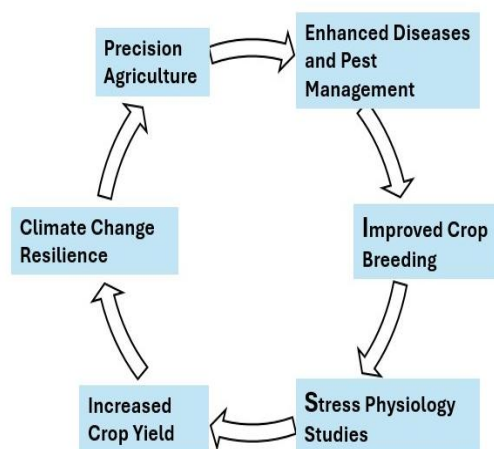 Precision
Agriculture
Enhanced Diseases
and Pest
Management
Improved Crop
Breeding
Stress Physiology
Studies
Increased
Crop Yield
Climate Change
Resilience